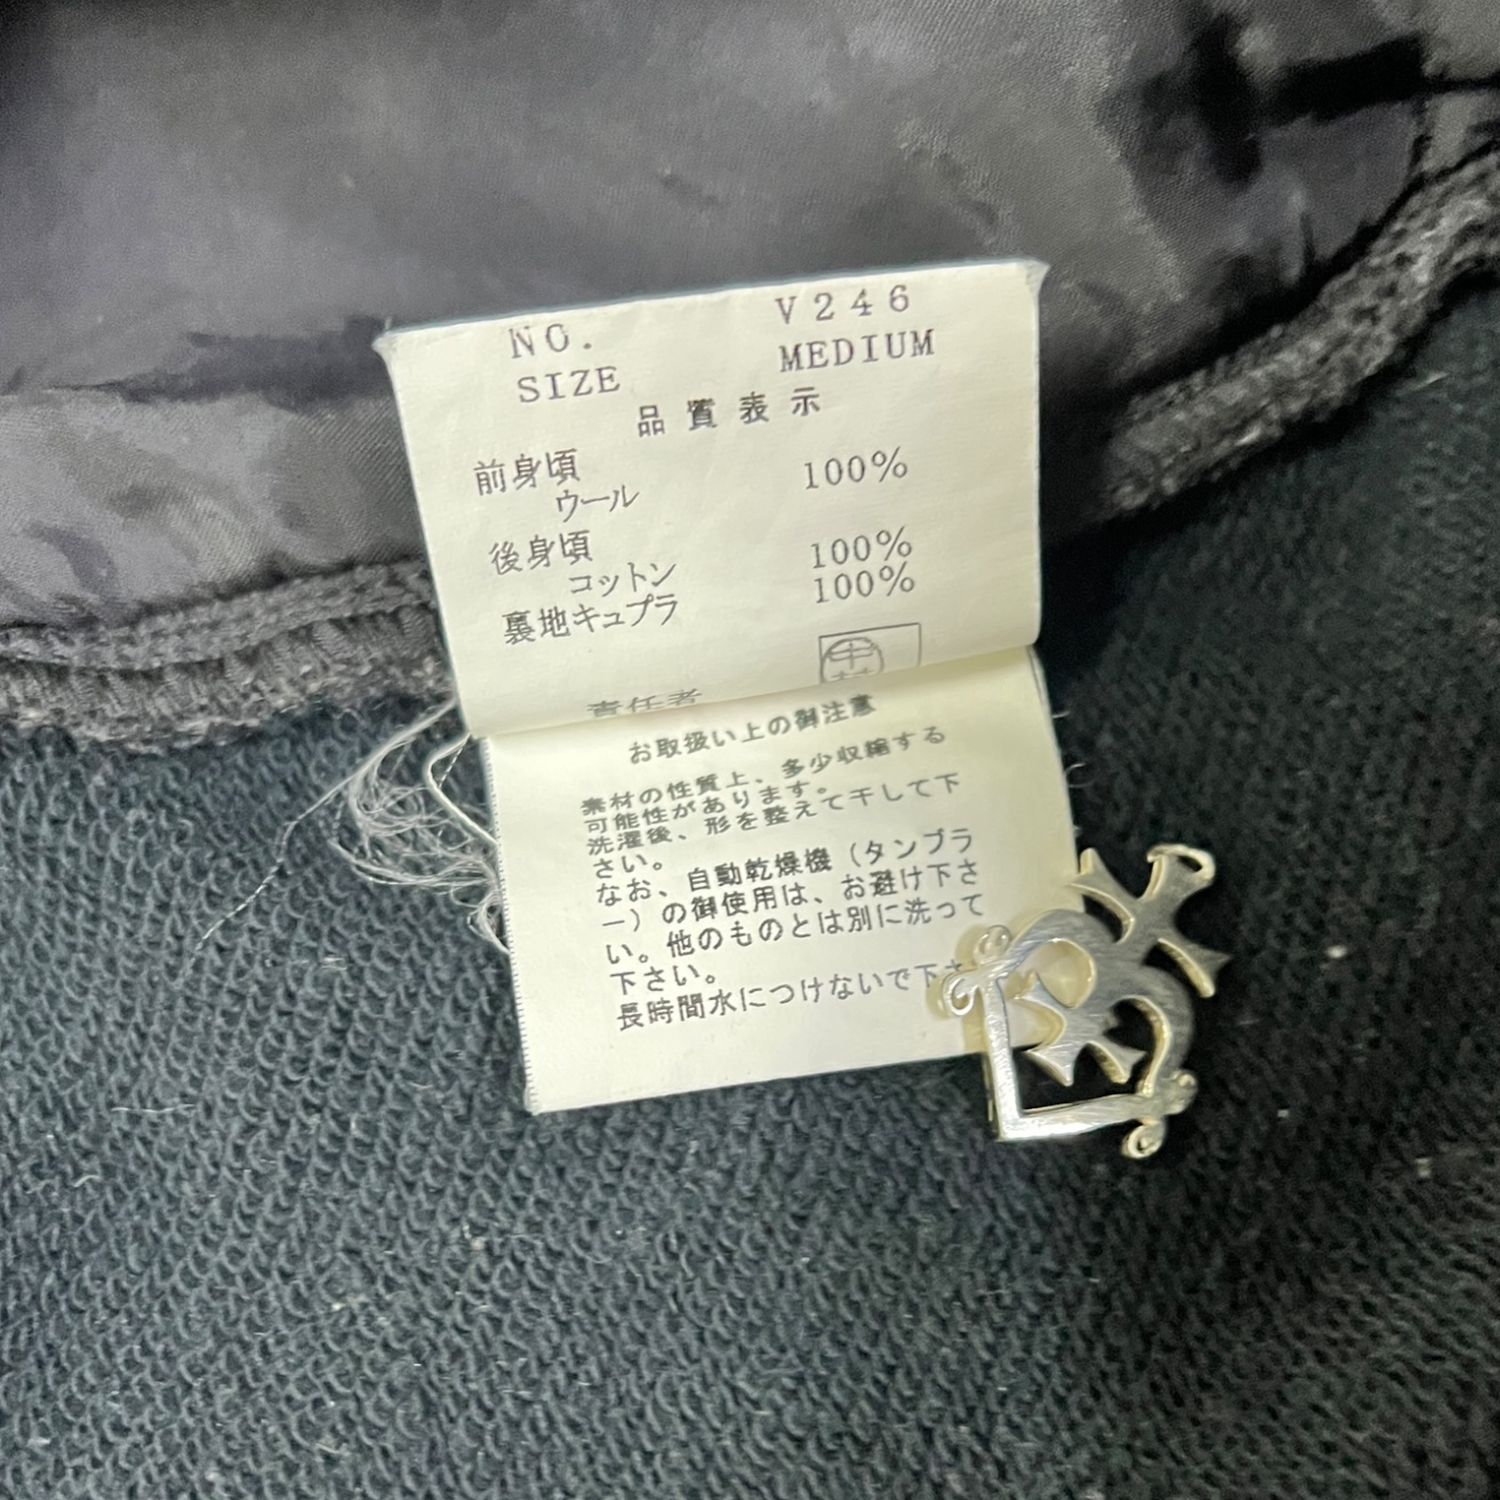 NO. V246
SIZE MEDIUM
品質表示
前身頃
ウール 100%
後身頃
コットン 100%
裏地キュプラ 100%
責任者
お取扱い上の御注意
素材の性質上、多少収縮する
可能性があります。
洗濯後、形を整えて干して下
さい。
なお、自動乾燥機(タンブラ
ー)の御使用は、お避け下さ
い。他のものとは別に洗って
下さい。
長時間水につけないで下さ